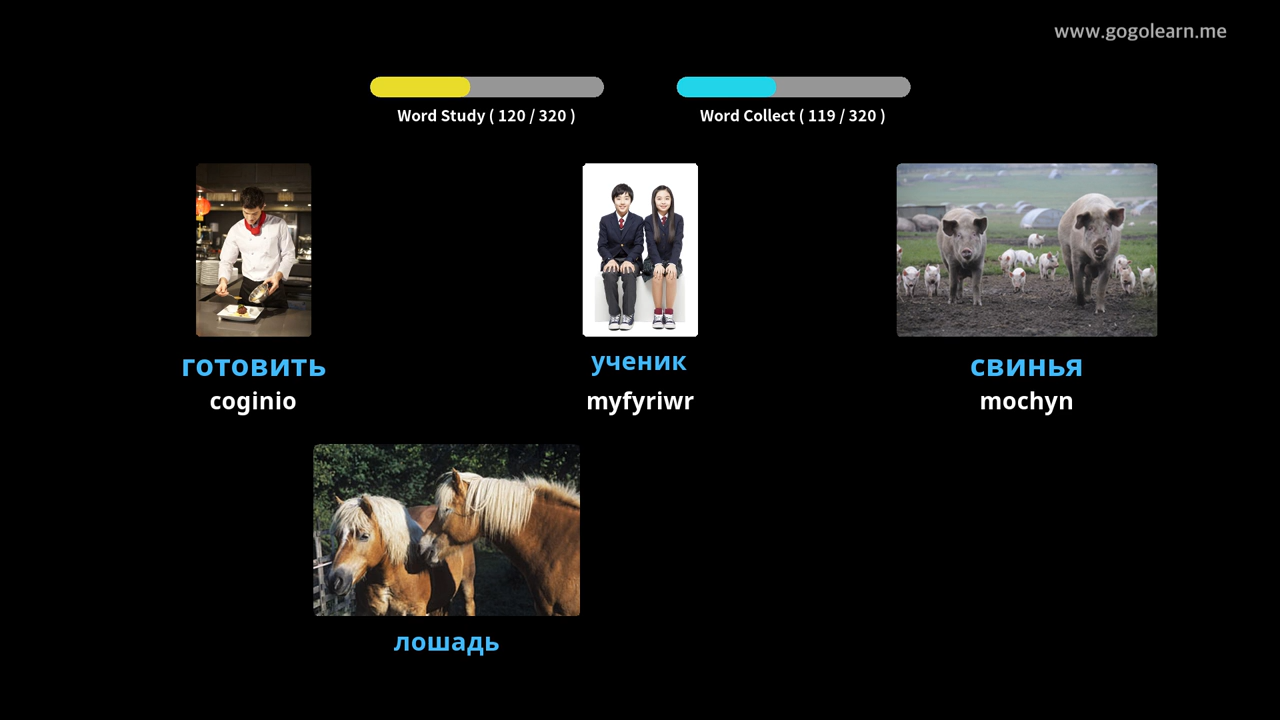 www.gogolearn.me
Word Study ( 120 / 320 )
Word Collect ( 119 / 320 )
готовить
coginio
ученик
myfyriwr
свинья
mochyn
лошадь